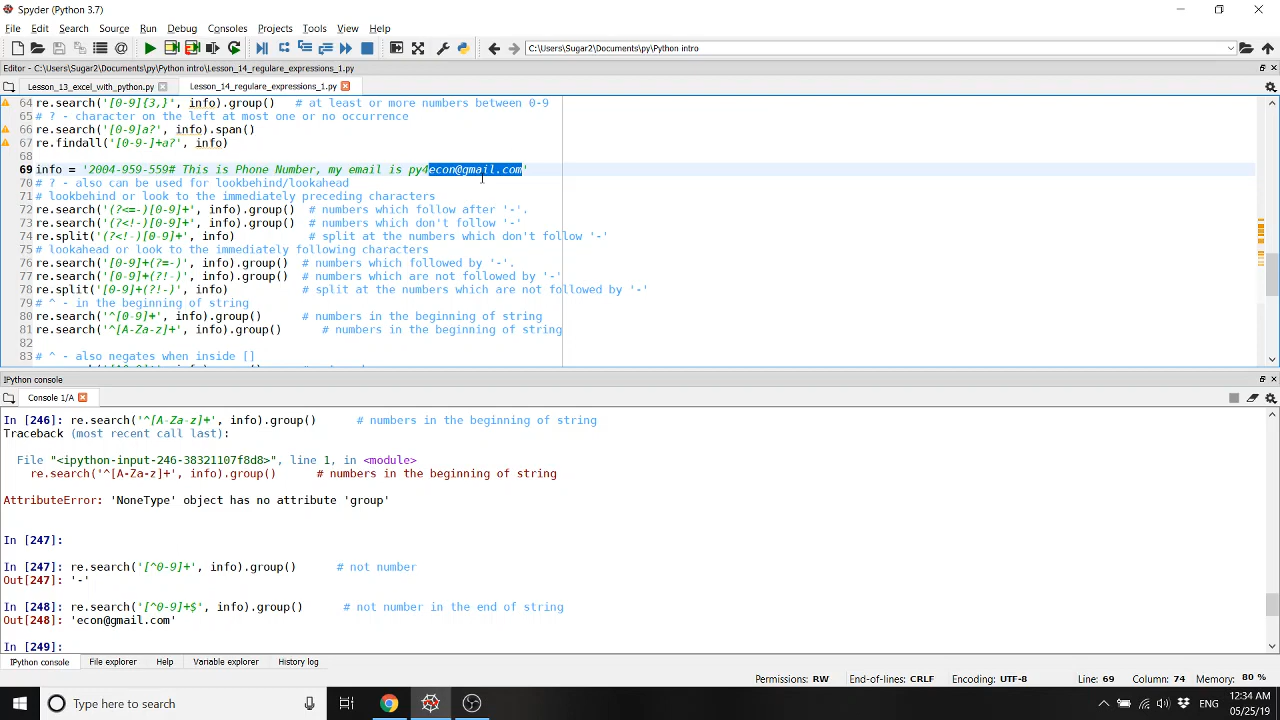 Spyder (Python 3.7)
File Edit Search Source Run Debug Consoles Projects Tools View Help
C:\Users\Sugar2\Documents\py\Python intro
Editor - C:\Users\Sugar2\Documents\py\Python intro\Lesson_14_regulare_expressions_1.py
Lesson_13_excel_with_python.py Lesson_14_regulare_expressions_1.py
64 re.search('[0-9]{3,}', info).group() # at least or more numbers between 0-9
65 # ? - character on the left at most one or no occurrence
66 re.search('[0-9]a?', info).span()
67 re.findall('[0-9-]+a?', info)
68
69 info = '2004-959-559# This is Phone Number, my email is py4econ@gmail.com'
70 # ? - also can be used for lookbehind/lookahead
71 # lookbehind or look to the immediately preceding characters
72 re.search('(?<=-)[0-9]+', info).group() # numbers which follow after '-'.
73 re.search('(?<!-)[0-9]+', info).group() # numbers which don't follow '-'
74 re.split('(?<!-)[0-9]+', info) # split at the numbers which don't follow '-'
75 # lookahead or look to the immediately following characters
76 re.search('[0-9]+(?=-)', info).group() # numbers which followed by '-'.
77 re.search('[0-9]+(?!-)', info).group() # numbers which are not followed by '-'
78 re.split('[0-9]+(?!-)', info) # split at the numbers which are not followed by '-'
79 # ^ - in the beginning of string
80 re.search('^[0-9]+', info).group() # numbers in the beginning of string
81 re.search('^[A-Za-z]+', info).group() # numbers in the beginning of string
82
83 # ^ - also negates when inside []
IPython console
Console 1/A
In [246]: re.search('^[A-Za-z]+', info).group() # numbers in the beginning of string
Traceback (most recent call last):
File "<ipython-input-246-38321107f8d8>", line 1, in <module>
re.search('^[A-Za-z]+', info).group() # numbers in the beginning of string
AttributeError: 'NoneType' object has no attribute 'group'
In [247]:
In [247]: re.search('[^0-9]+', info).group() # not number
Out[247]: '-'
In [248]: re.search('[^0-9]+$', info).group() # not number in the end of string
Out[248]: 'econ@gmail.com'
In [249]:
IPython console File explorer Help Variable explorer History log
Permissions: RW End-of-lines: CRLF Encoding: UTF-8 Line: 69 Column: 74 Memory: 80 %
Type here to search
ENG
12:34 AM
05/25/19